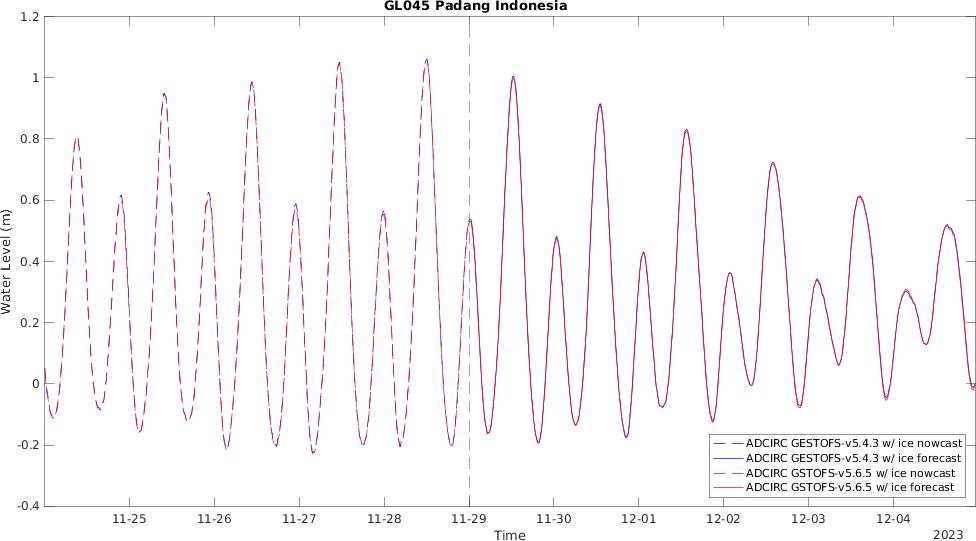 GL045 Padang Indonesia
1.2
1
0.8
0.6
0.4
0.2
0
-0.2
-0.4
Water Level (m)
ADCIRC GESTOFS-v5.4.3 w/ ice nowcast
ADCIRC GESTOFS-v5.4.3 w/ ice forecast
ADCIRC GSTOFS-v5.6.5 w/ ice nowcast
ADCIRC GSTOFS-v5.6.5 w/ ice forecast
11-25 11-26 11-27 11-28 11-29 11-30 12-01 12-02 12-03 12-04
Time
2023